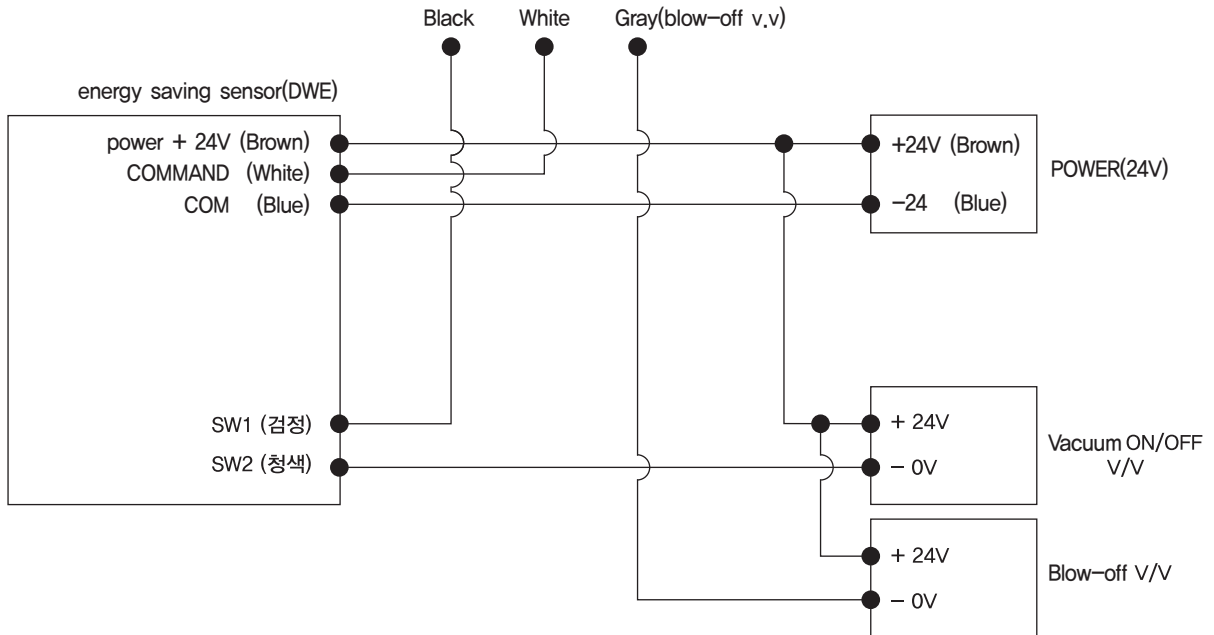 Black White Gray(blow-off v.v)
energy saving sensor(DWE)
power + 24V (Brown)
COMMAND (White)
COM (Blue)
SW1 (검정)
SW2 (청색)
+24V (Brown)
-24 (Blue)
POWER(24V)
+ 24V
- 0V
Vacuum ON/OFF
V/V
+ 24V
- 0V
Blow-off V/V